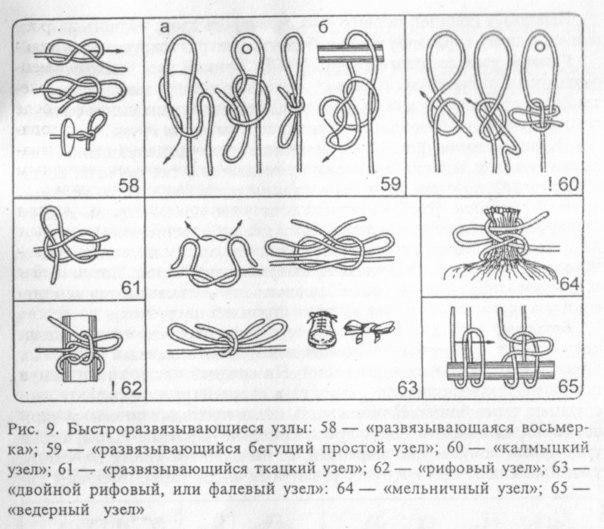 а
б
58
59
! 60
61
64
! 62
63
65
Рис. 9. Быстроразвязывающиеся узлы: 58 — «развязывающаяся восьмер-
ка»; 59 — «развязывающийся бегущий простой узел»; 60 — «калмыцкий
узел»; 61 — «развязывающийся ткацкий узел»; 62 — «рифовый узел»; 63 —
«двойной рифовый, или фалевый узел»: 64 — «мельничный узел»; 65 —
«ведерный узел»